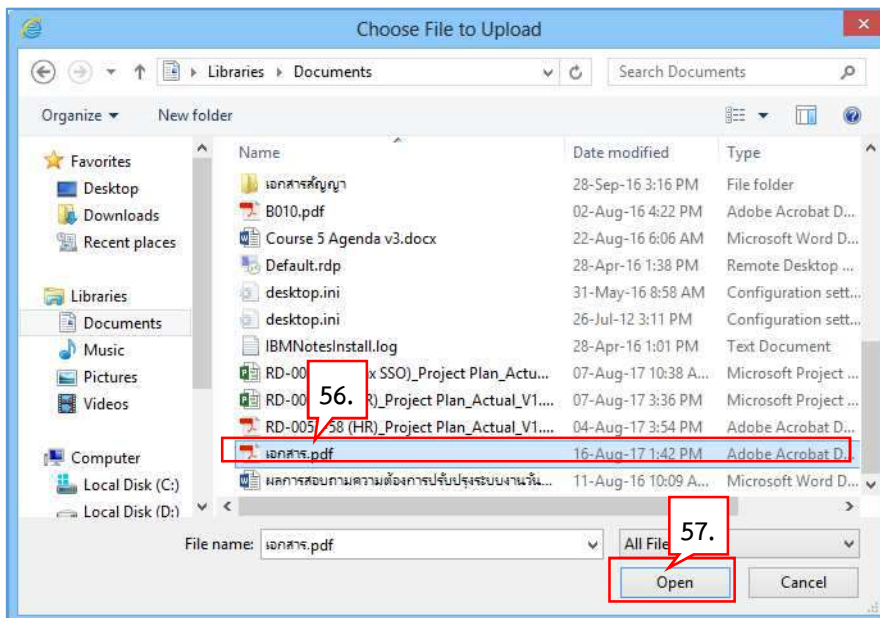 Choose File to Upload
Libraries Documents Search Documents
Organize New folder
Name Date modified Type
Favorites
Desktop
Downloads
Recent places
Libraries
Documents
Music
Pictures
Videos
Computer
Local Disk (C:)
Local Disk (D:)
เอกสารสัญญา 28-Sep-16 3:16 PM File folder
B010.pdf 02-Aug-16 4:22 PM Adobe Acrobat D...
Course 5 Agenda v3.docx 22-Aug-16 6:06 AM Microsoft Word D...
Default.rdp 28-Apr-16 1:38 PM Remote Desktop ...
desktop.ini 31-May-16 8:58 AM Configuration sett...
desktop.ini 26-Jul-12 3:11 PM Configuration sett...
IBMNotesInstall.log 28-Apr-16 1:01 PM Text Document
RD-00 x SSO)_Project Plan_Actu... 07-Aug-17 10:38 A... Microsoft Project ...
RD-00 R)_Project Plan_Actual_V1.... 07-Aug-17 3:36 PM Microsoft Project ...
56.
RD-005 58 (HR)_Project Plan_Actual_V1.... 04-Aug-17 3:54 PM Adobe Acrobat D...
เอกสาร.pdf 16-Aug-17 1:42 PM Adobe Acrobat D...
ผลการสอบถามความต้องการปรับปรุงระบบงานวัน... 11-Aug-16 10:09 A... Microsoft Word D...
File name: เอกสาร.pdf All File
57.
Open Cancel